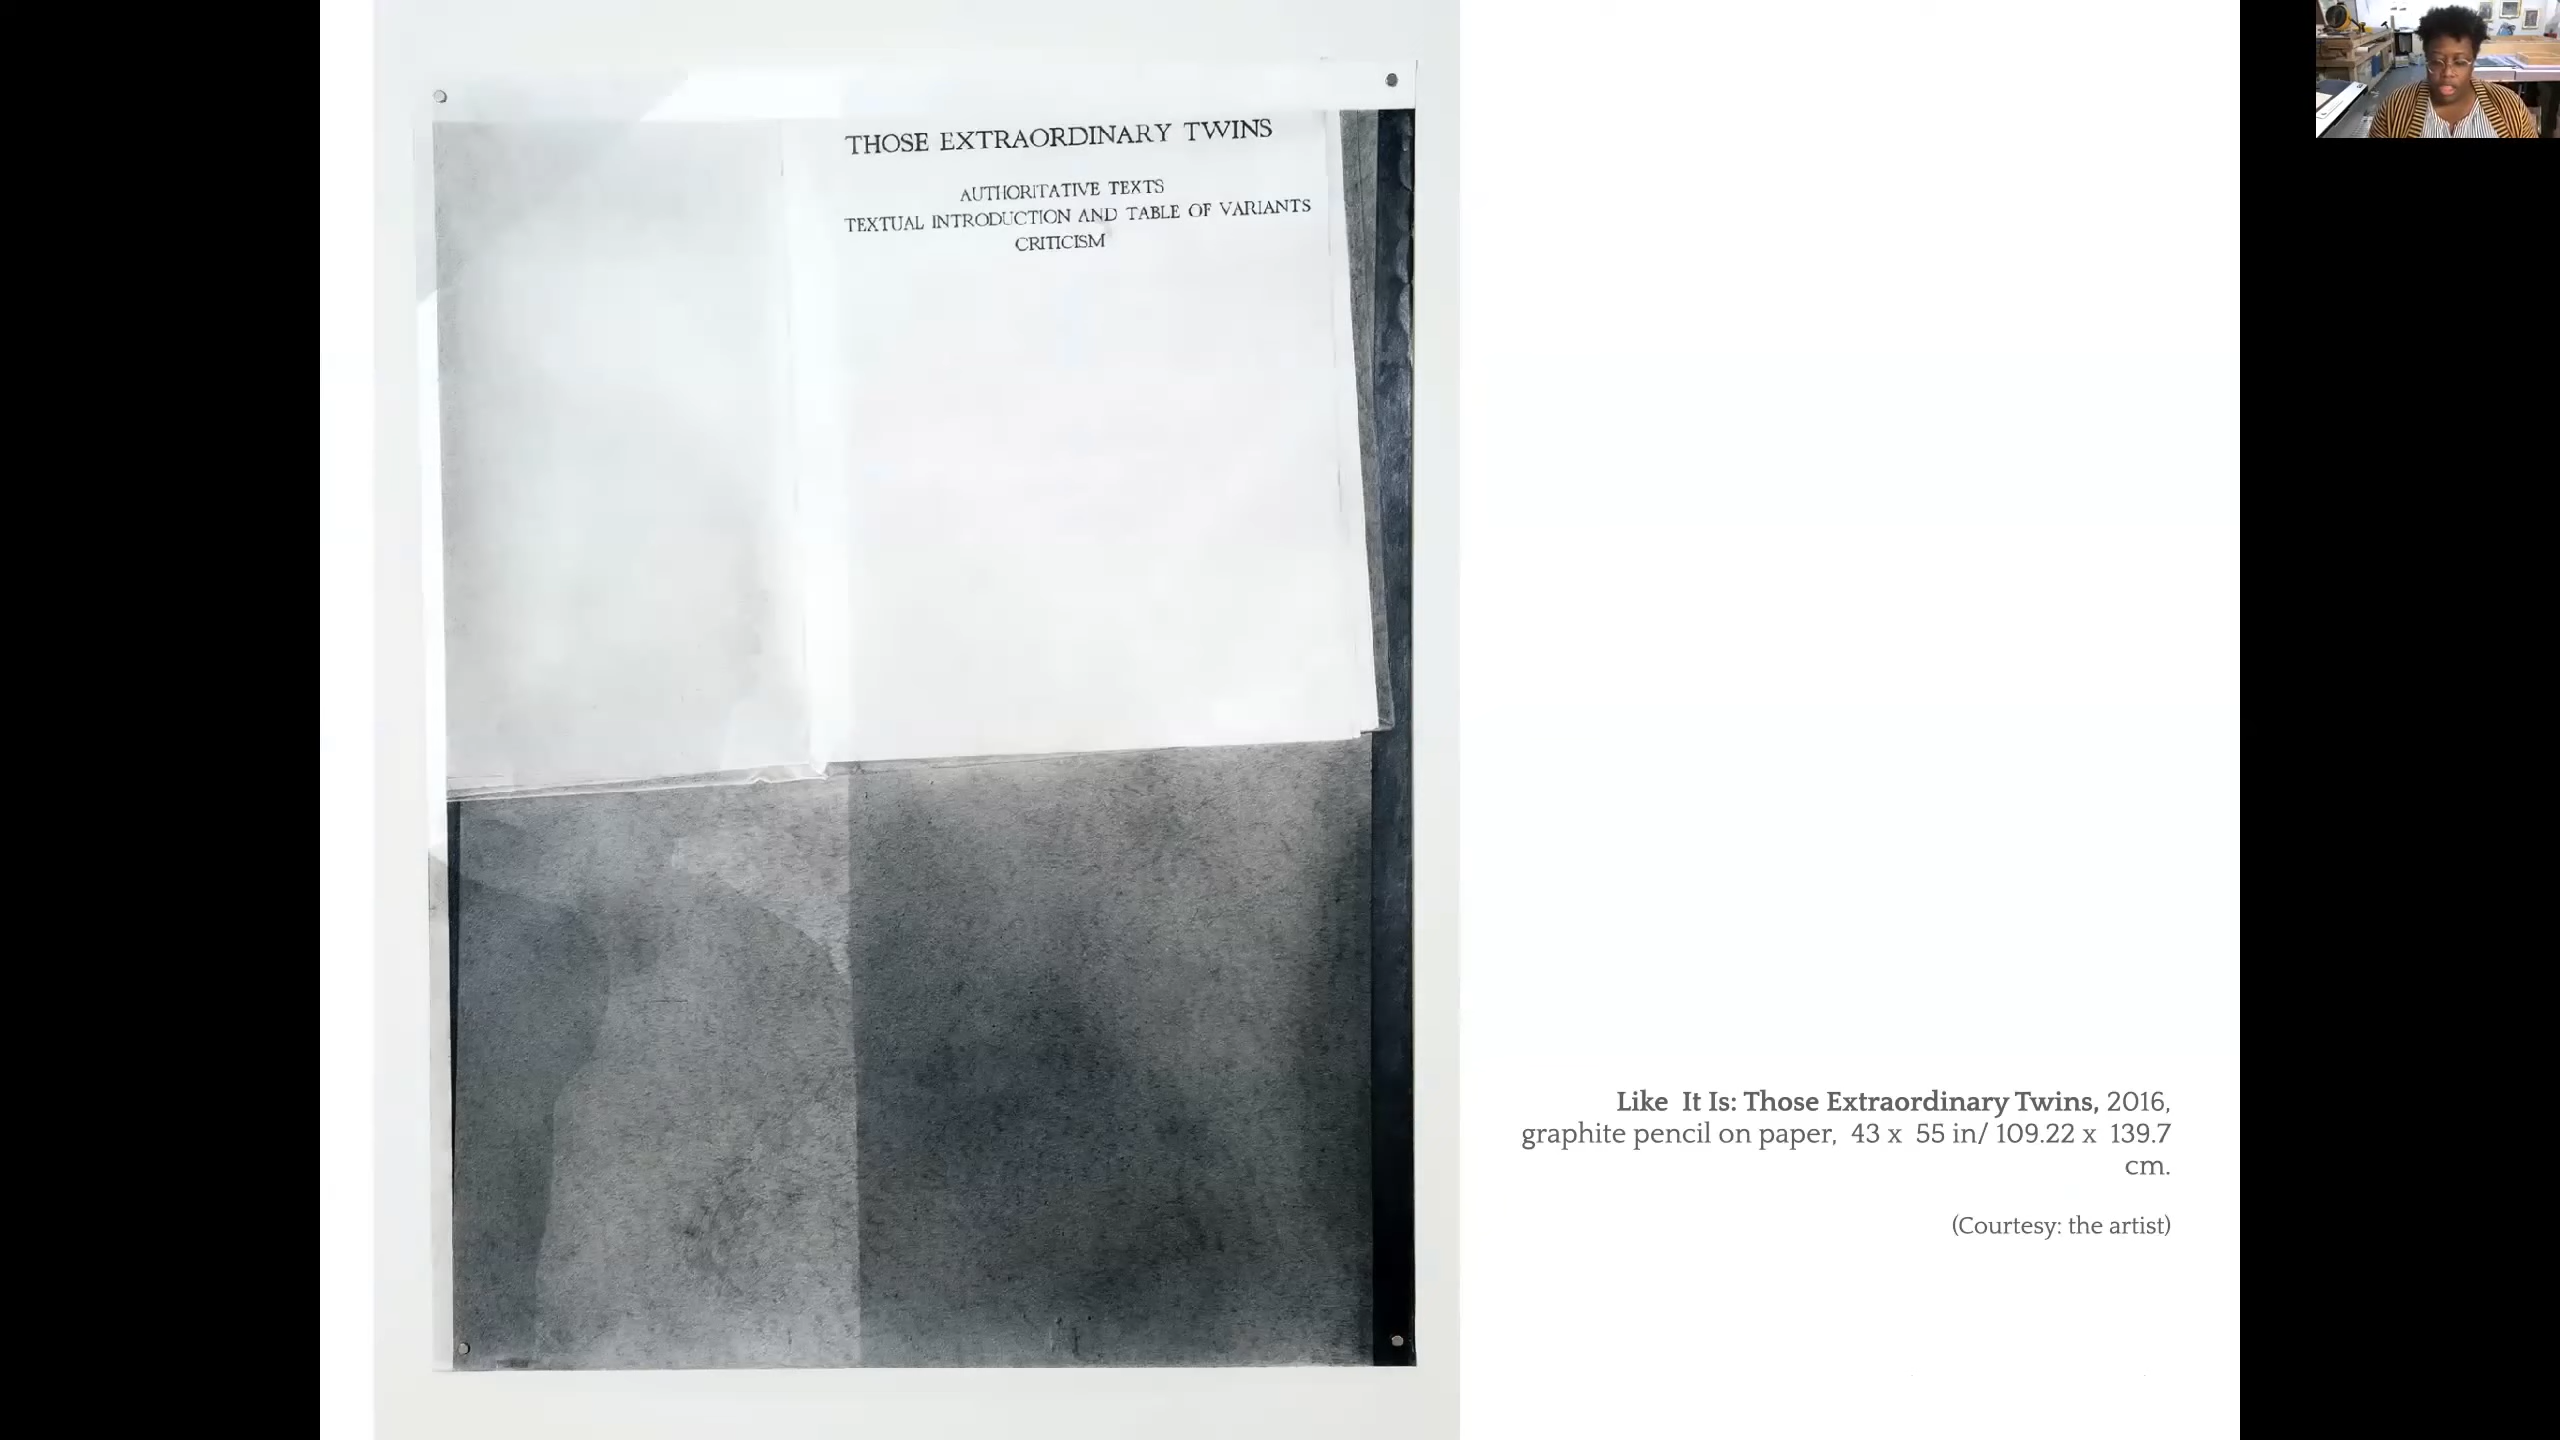 THOSE EXTRAORDINARY TWINS
AUTHORITATIVE TEXTS
TEXTUAL INTRODUCTION AND TABLE OF VARIANTS
CRITICISM
Like It Is: Those Extraordinary Twins, 2016,
graphite pencil on paper, 43 x 55 in/ 109.22 x 139.7
cm.
(Courtesy: the artist)